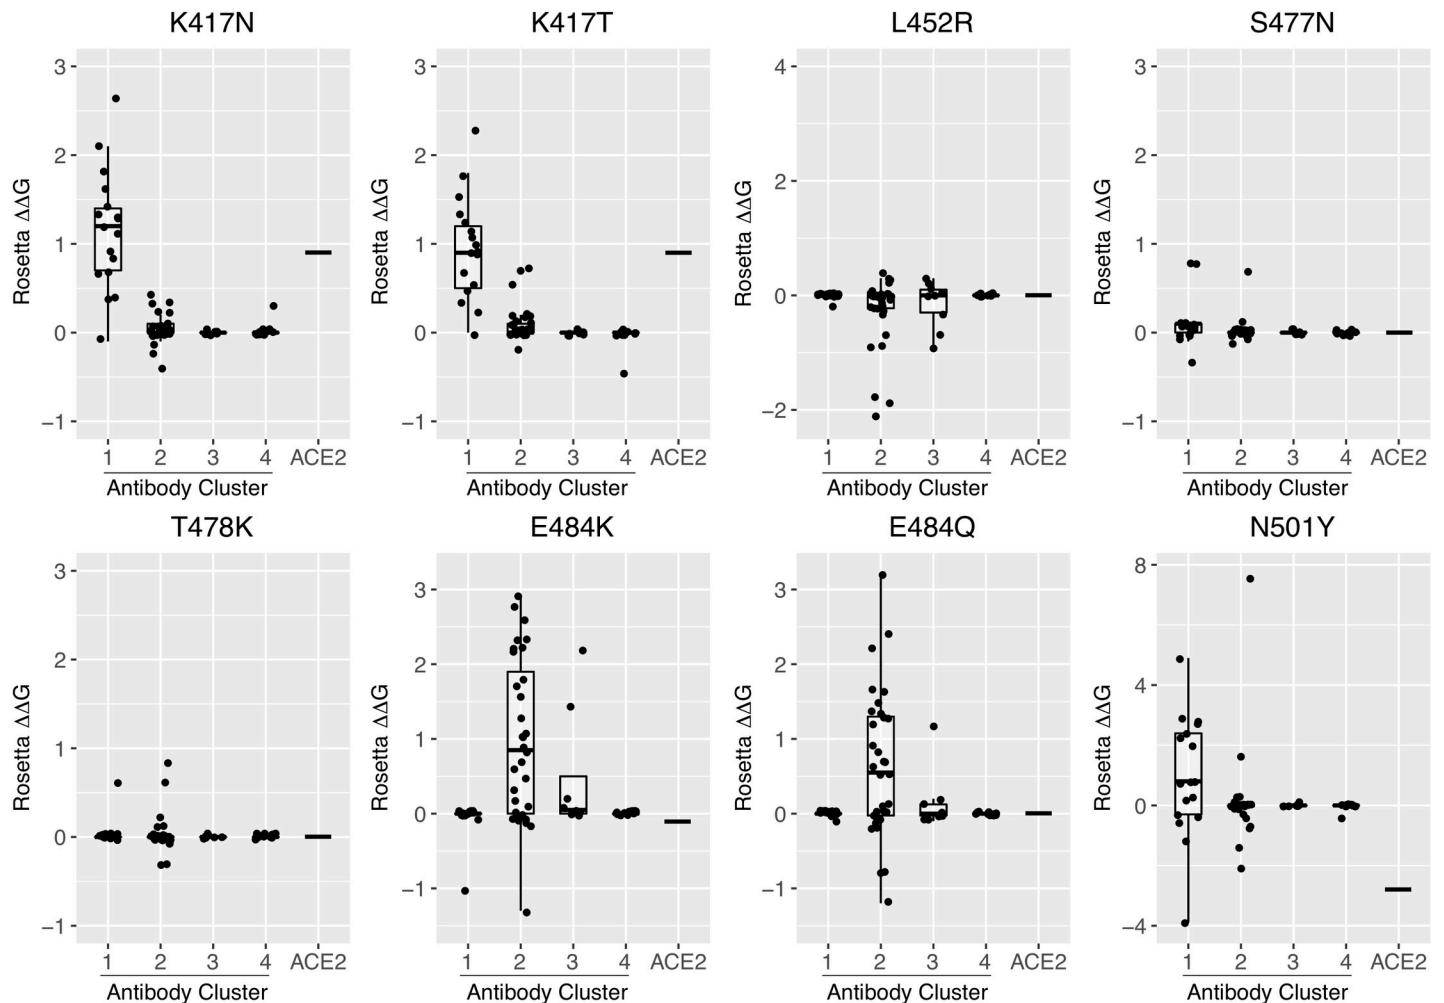 K417N K417T L452R S477N
Rosetta ΔΔG Rosetta ΔΔG Rosetta ΔΔG Rosetta ΔΔG
3 3 4 3
2 2 2 2
1 1 0 1
0 0 −2 0
−1 −1 −1
1 2 3 4 ACE2 1 2 3 4 ACE2 1 2 3 4 ACE2 1 2 3 4 ACE2
Antibody Cluster Antibody Cluster Antibody Cluster Antibody Cluster
T478K E484K E484Q N501Y
Rosetta ΔΔG Rosetta ΔΔG Rosetta ΔΔG Rosetta ΔΔG
3 3 3 8
2 2 2 4
1 1 1 0
0 0 0 −4
−1 −1 −1
1 2 3 4 ACE2 1 2 3 4 ACE2 1 2 3 4 ACE2 1 2 3 4 ACE2
Antibody Cluster Antibody Cluster Antibody Cluster Antibody Cluster